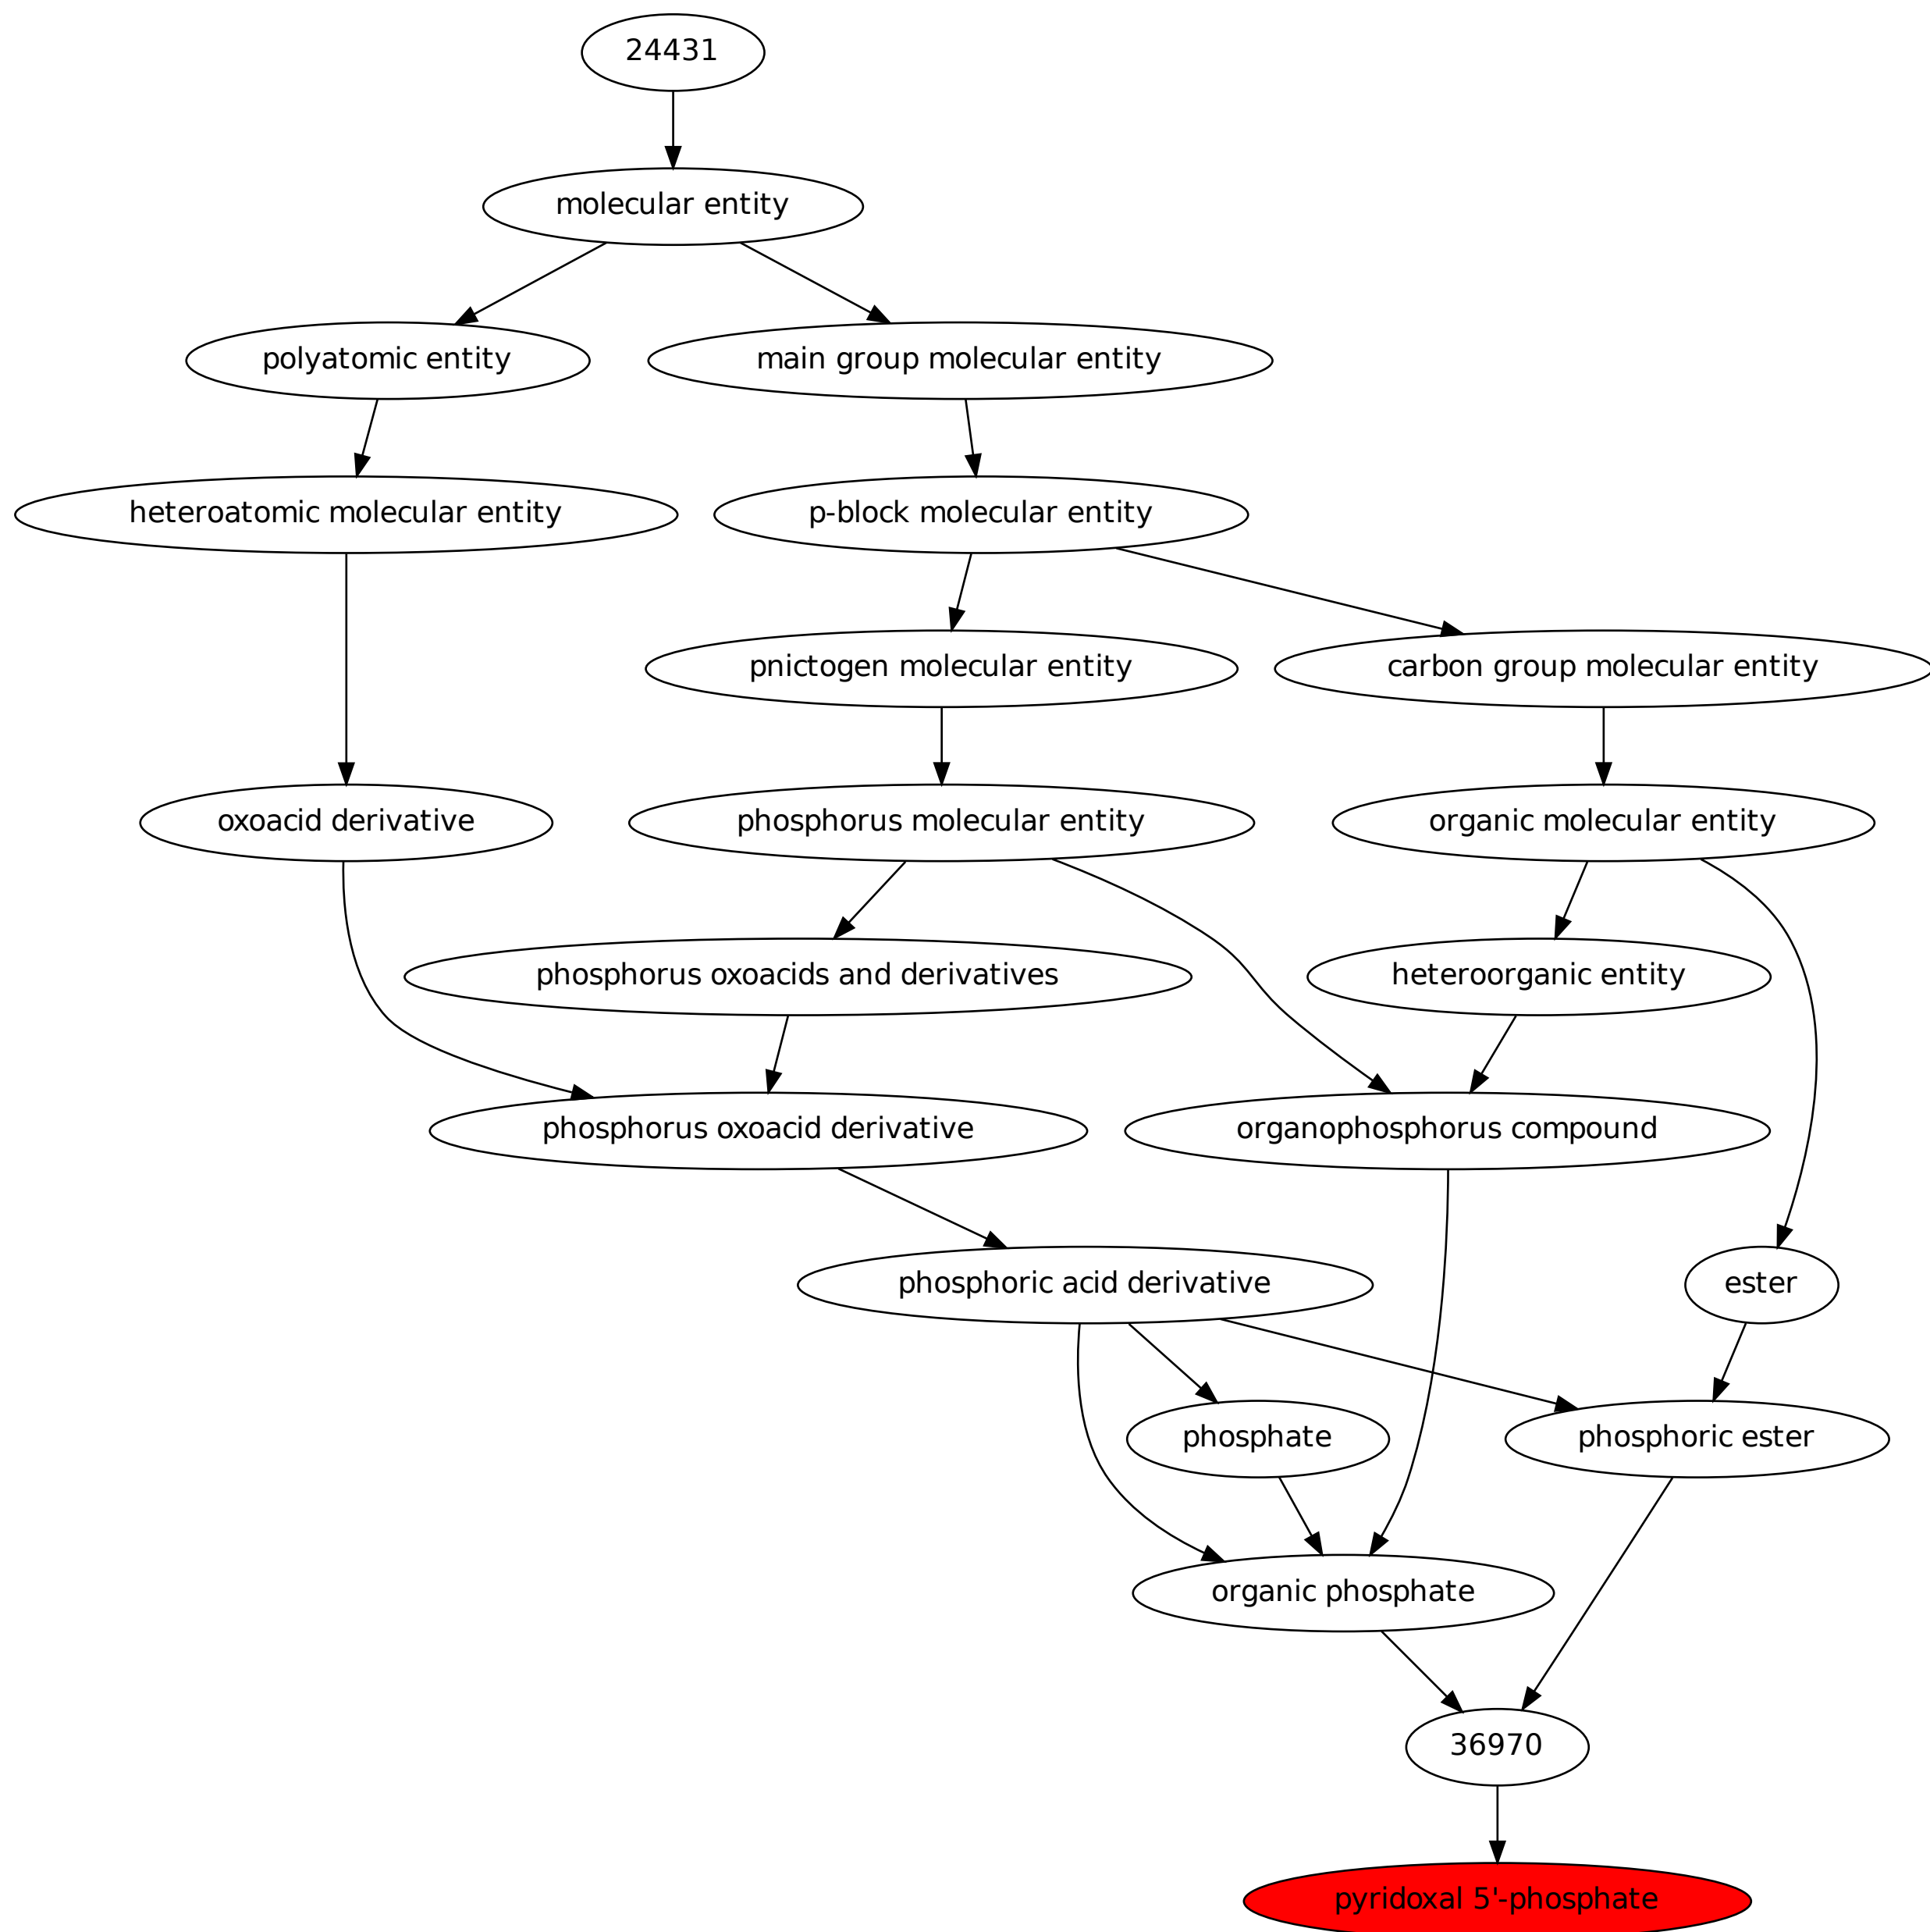 24431
molecular entity
polyatomic entity
main group molecular entity
heteroatomic molecular entity
p-block molecular entity
pnictogen molecular entity
carbon group molecular entity
oxoacid derivative
phosphorus molecular entity
organic molecular entity
phosphorus oxoacids and derivatives
heteroorganic entity
phosphorus oxoacid derivative
organophosphorus compound
phosphoric acid derivative
ester
phosphate
phosphoric ester
organic phosphate
36970
pyridoxal 5'-phosphate